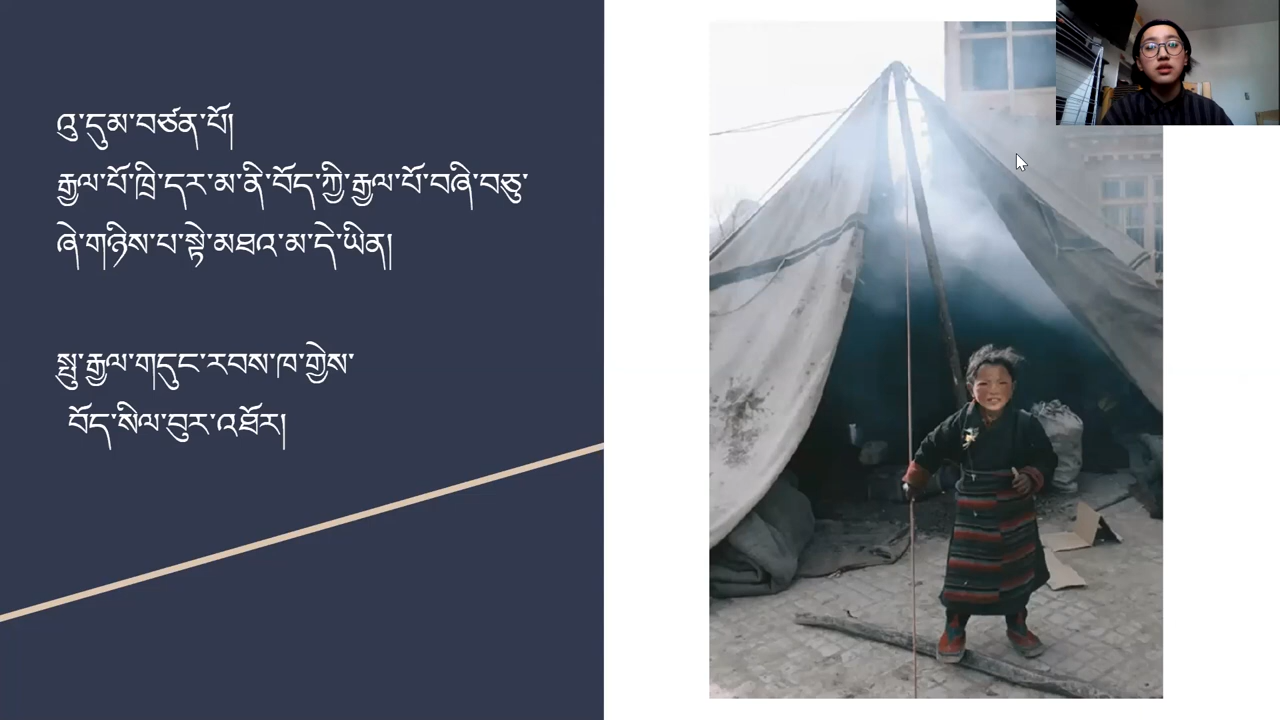 འུ་དུམ་བཙན་པོ།
རྒྱལ་པོ་ཁྲི་དར་མ་ནི་བོད་ཀྱི་རྒྱལ་པོ་བཞི་བཅུ་
ཞེ་གཉིས་པ་སྟེ་མཐའ་མ་དེ་ཡིན།
སྤུ་རྒྱལ་གདུང་རབས་ཁ་གྱེས་
བོད་སིལ་བུར་འཐོར།